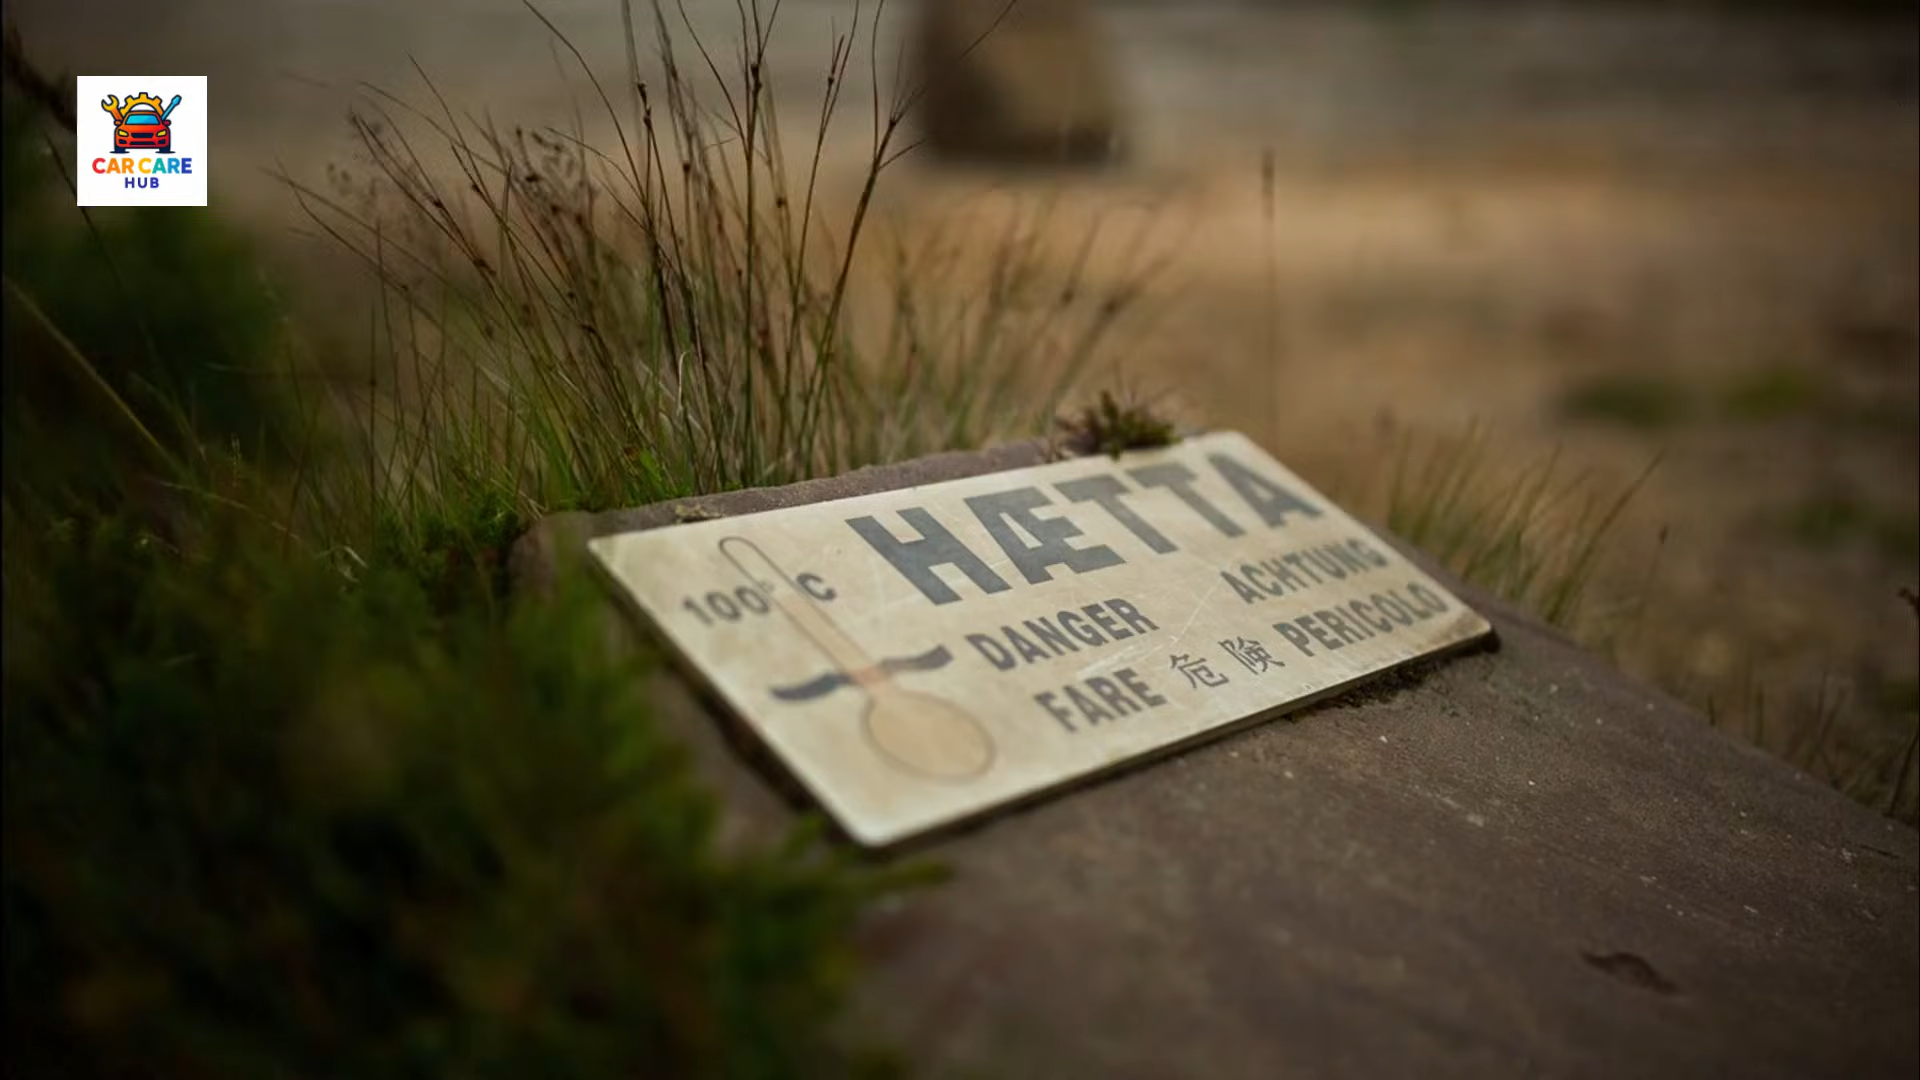 CAR CARE
HUB
HÆTTA
100° C
DANGER ACHTUNG
FARE 危険 PERICOLO